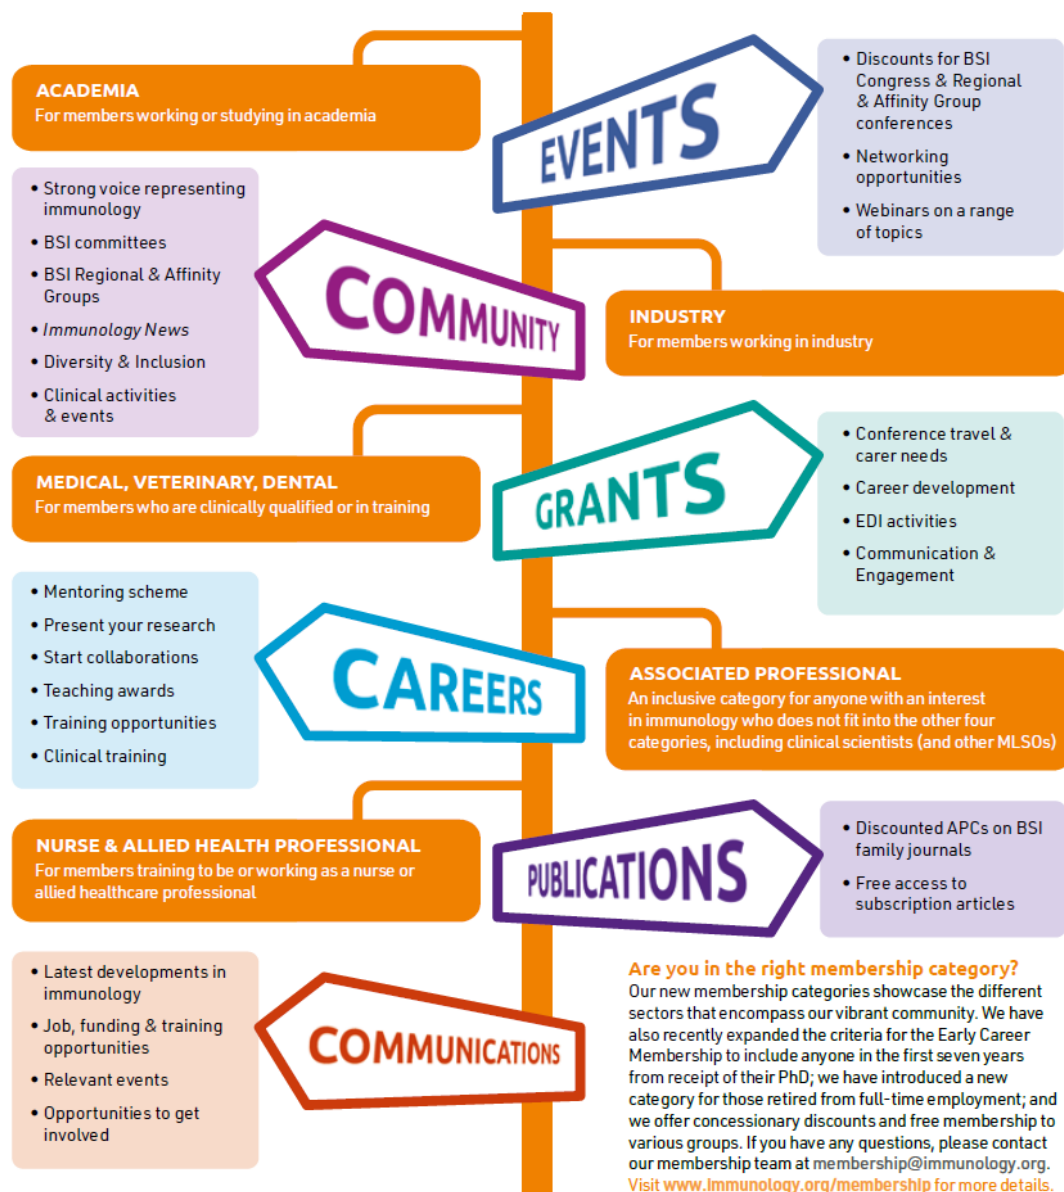 ACADEMIA
For members working or studying in academia
EVENTS
• Discounts for BSI
Congress & Regional
& Affinity Group
conferences
• Networking
opportunities
• Webinars on a range
of topics
• Strong voice representing
immunology
• BSI committees
• BSI Regional & Affinity
Groups
• Immunology News
• Diversity & Inclusion
• Clinical activities
& events
COMMUNITY
INDUSTRY
For members working in industry
MEDICAL, VETERINARY, DENTAL
For members who are clinically qualified or in training
GRANTS
• Conference travel &
carer needs
• Career development
• EDI activities
• Communication &
Engagement
• Mentoring scheme
• Present your research
• Start collaborations
• Teaching awards
• Training opportunities
• Clinical training
CAREERS
ASSOCIATED PROFESSIONAL
An inclusive category for anyone with an interest
in immunology who does not fit into the other four
categories, including clinical scientists (and other MLSOs)
NURSE & ALLIED HEALTH PROFESSIONAL
For members training to be or working as a nurse or
allied healthcare professional
PUBLICATIONS
• Discounted APCs on BSI
family journals
• Free access to
subscription articles
• Latest developments in
immunology
• Job, funding & training
opportunities
• Relevant events
• Opportunities to get
involved
COMMUNICATIONS
Are you in the right membership category?
Our new membership categories showcase the different
sectors that encompass our vibrant community. We have
also recently expanded the criteria for the Early Career
Membership to include anyone in the first seven years
from receipt of their PhD; we have introduced a new
category for those retired from full-time employment; and
we offer concessionary discounts and free membership to
various groups. If you have any questions, please contact
our membership team at membership@immunology.org.
Visit www.immunology.org/membership for more details.